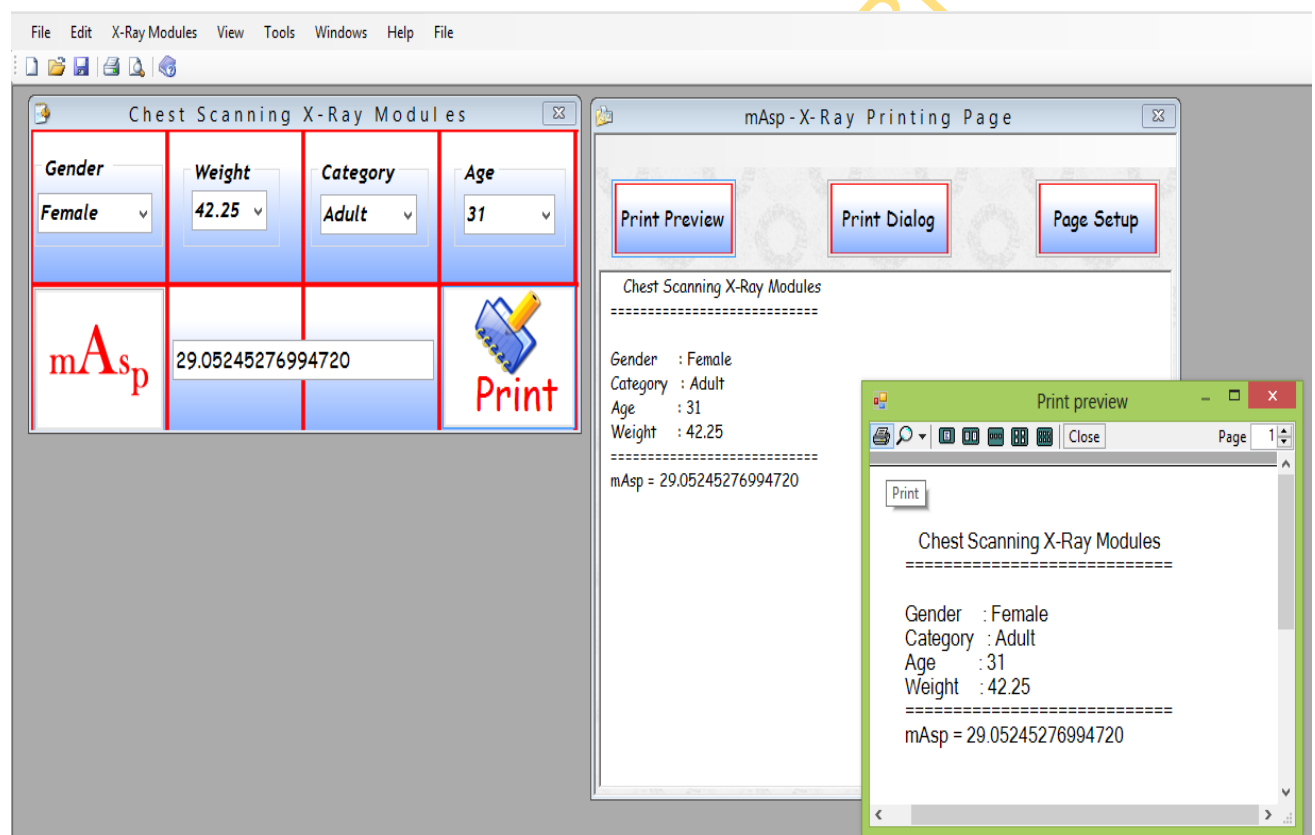 File Edit X-Ray Modules View Tools Windows Help File
Chest Scanning X-Ray Modules
Gender Weight Category Age
Female 42.25 Adult 31
mAsp 29.05245276994720 Print
mAsp - X- Ray Printing Page
Print Preview Print Dialog Page Setup
Chest Scanning X-Ray Modules
============================
Gender : Female
Category : Adult
Age : 31
Weight : 42.25
============================
mAsp = 29.05245276994720
Print preview
Close Page 1
Print
Chest Scanning X-Ray Modules
============================
Gender : Female
Category : Adult
Age : 31
Weight : 42.25
============================
mAsp = 29.05245276994720